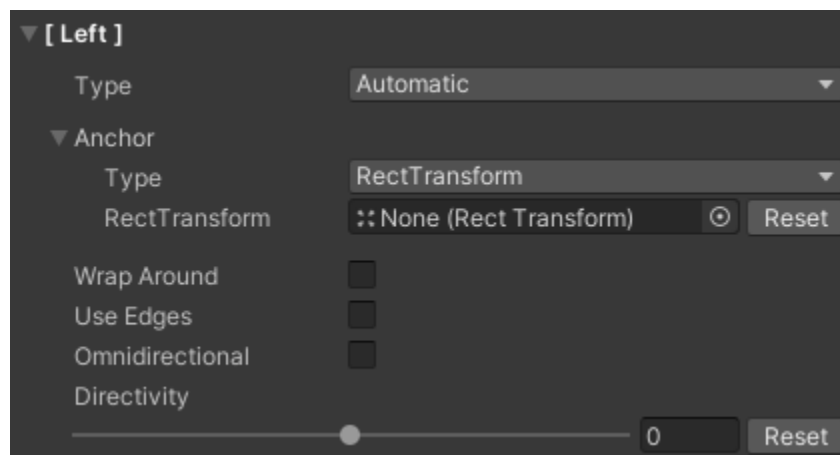 [ Left ]
Type Automatic
Anchor
Type RectTransform
RectTransform None (Rect Transform) Reset
Wrap Around
Use Edges
Omnidirectional
Directivity
0 Reset